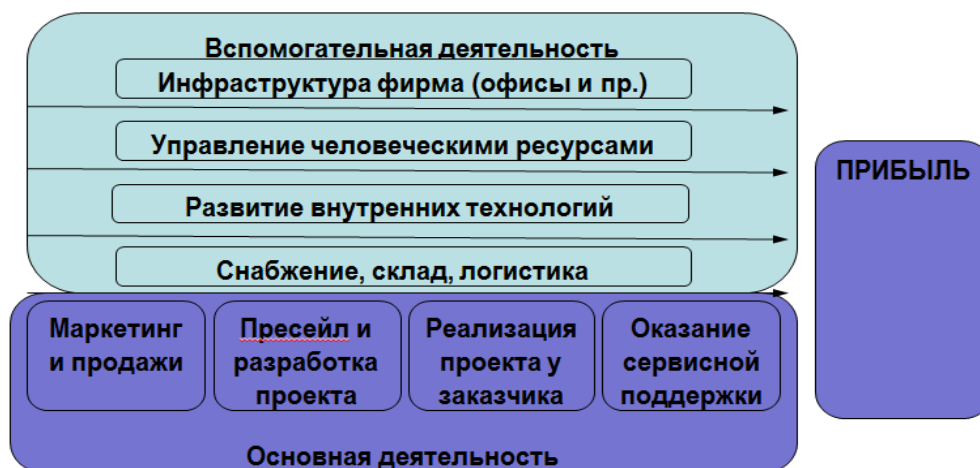 Вспомогательная деятельность
Инфраструктура фирма (офисы и пр.)
Управление человеческими ресурсами
Развитие внутренних технологий
Снабжение, склад, логистика
ПРИБЫЛЬ
Маркетинг
и продажи
Пресейл и
разработка
проекта
Реализация
проекта у
заказчика
Оказание
сервисной
поддержки
Основная деятельность